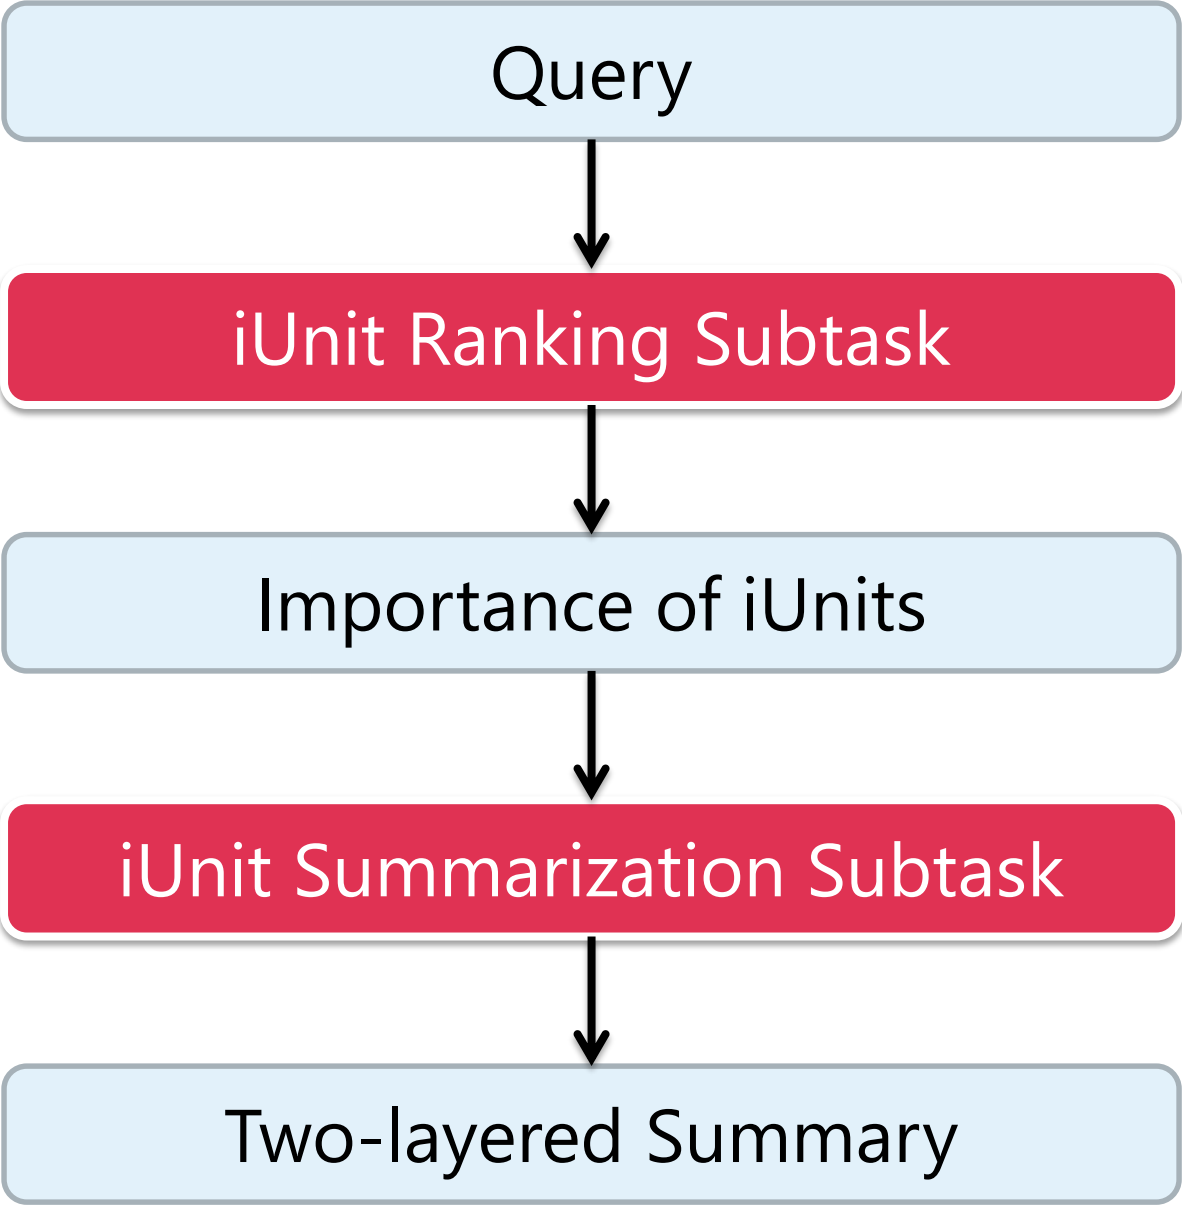 Query
iUnit Ranking Subtask
Importance of iUnits
iUnit Summarization Subtask
Two-layered Summary